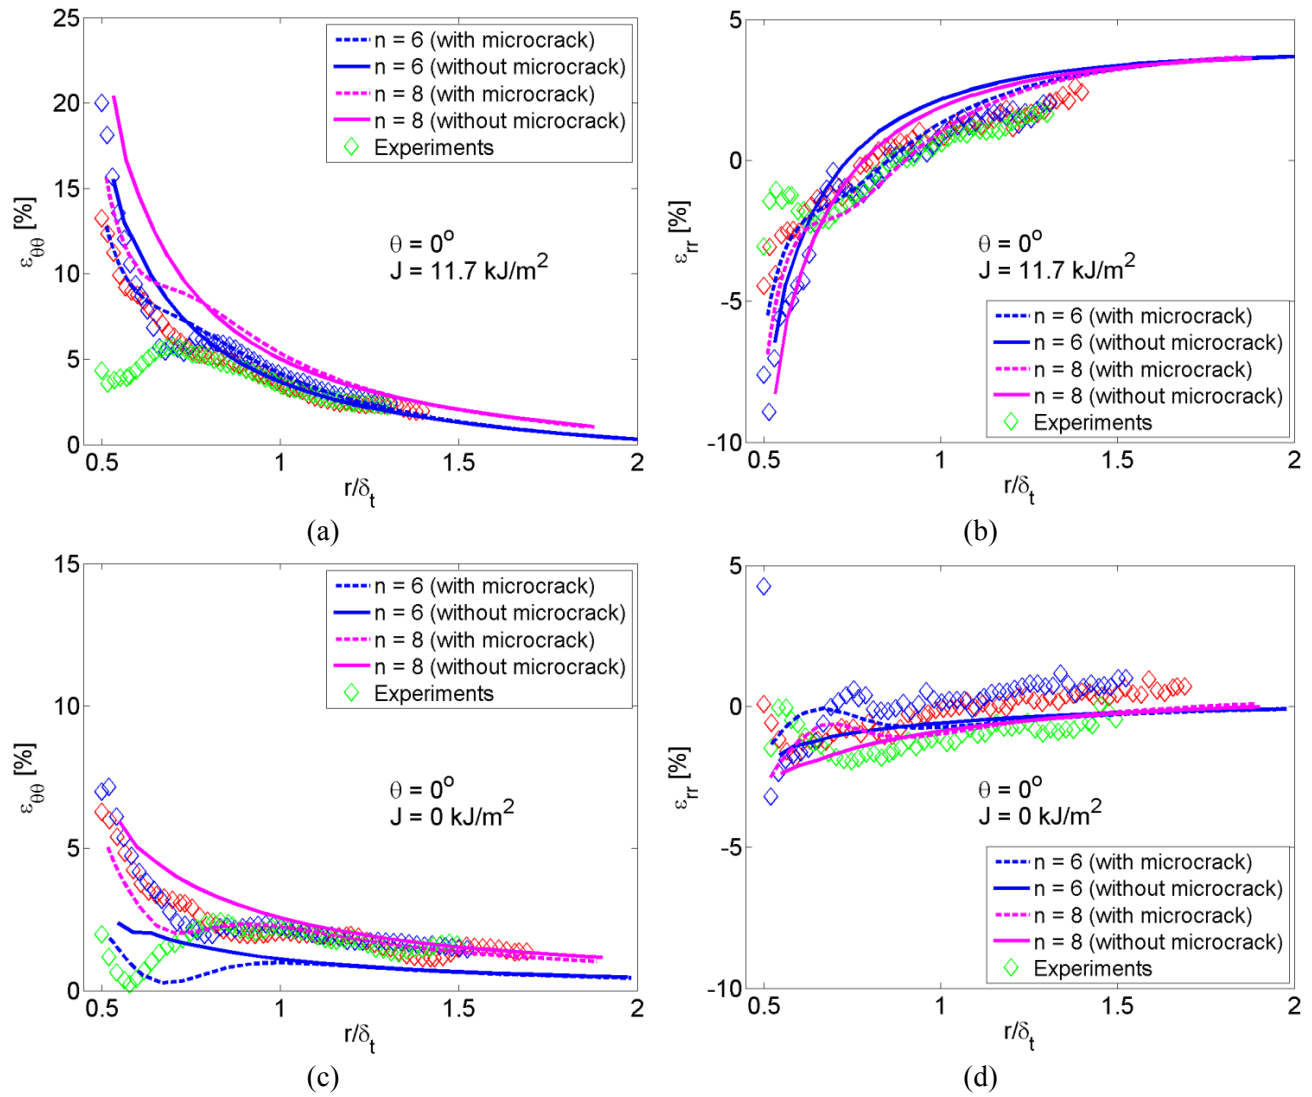 25
20
15
10
5
0
ε_θθ [%]
n = 6 (with microcrack)
n = 6 (without microcrack)
n = 8 (with microcrack)
n = 8 (without microcrack)
Experiments
θ = 0°
J = 11.7 kJ/m²
0.5 1 1.5 2
r/δ_t
(a)
5
0
-5
-10
ε_rr [%]
θ = 0°
J = 11.7 kJ/m²
n = 6 (with microcrack)
n = 6 (without microcrack)
n = 8 (with microcrack)
n = 8 (without microcrack)
Experiments
0.5 1 1.5 2
r/δ_t
(b)
15
10
5
0
ε_θθ [%]
n = 6 (with microcrack)
n = 6 (without microcrack)
n = 8 (with microcrack)
n = 8 (without microcrack)
Experiments
θ = 0°
J = 0 kJ/m²
0.5 1 1.5 2
r/δ_t
(c)
5
0
-5
-10
ε_rr [%]
θ = 0°
J = 0 kJ/m²
n = 6 (with microcrack)
n = 6 (without microcrack)
n = 8 (with microcrack)
n = 8 (without microcrack)
Experiments
0.5 1 1.5 2
r/δ_t
(d)